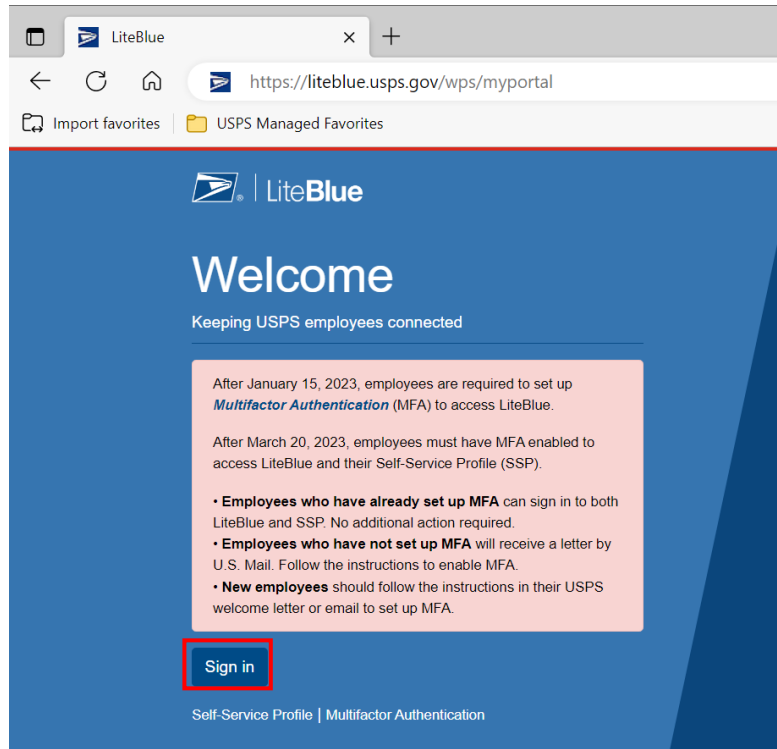 LiteBlue
https://liteblue.usps.gov/wps/myportal
Import favorites
USPS Managed Favorites
® LiteBlue
Welcome
Keeping USPS employees connected
After January 15, 2023, employees are required to set up
Multifactor Authentication (MFA) to access LiteBlue.
After March 20, 2023, employees must have MFA enabled to
access LiteBlue and their Self-Service Profile (SSP).
• Employees who have already set up MFA can sign in to both
LiteBlue and SSP. No additional action required.
• Employees who have not set up MFA will receive a letter by
U.S. Mail. Follow the instructions to enable MFA.
• New employees should follow the instructions in their USPS
welcome letter or email to set up MFA.
Sign in
Self-Service Profile | Multifactor Authentication